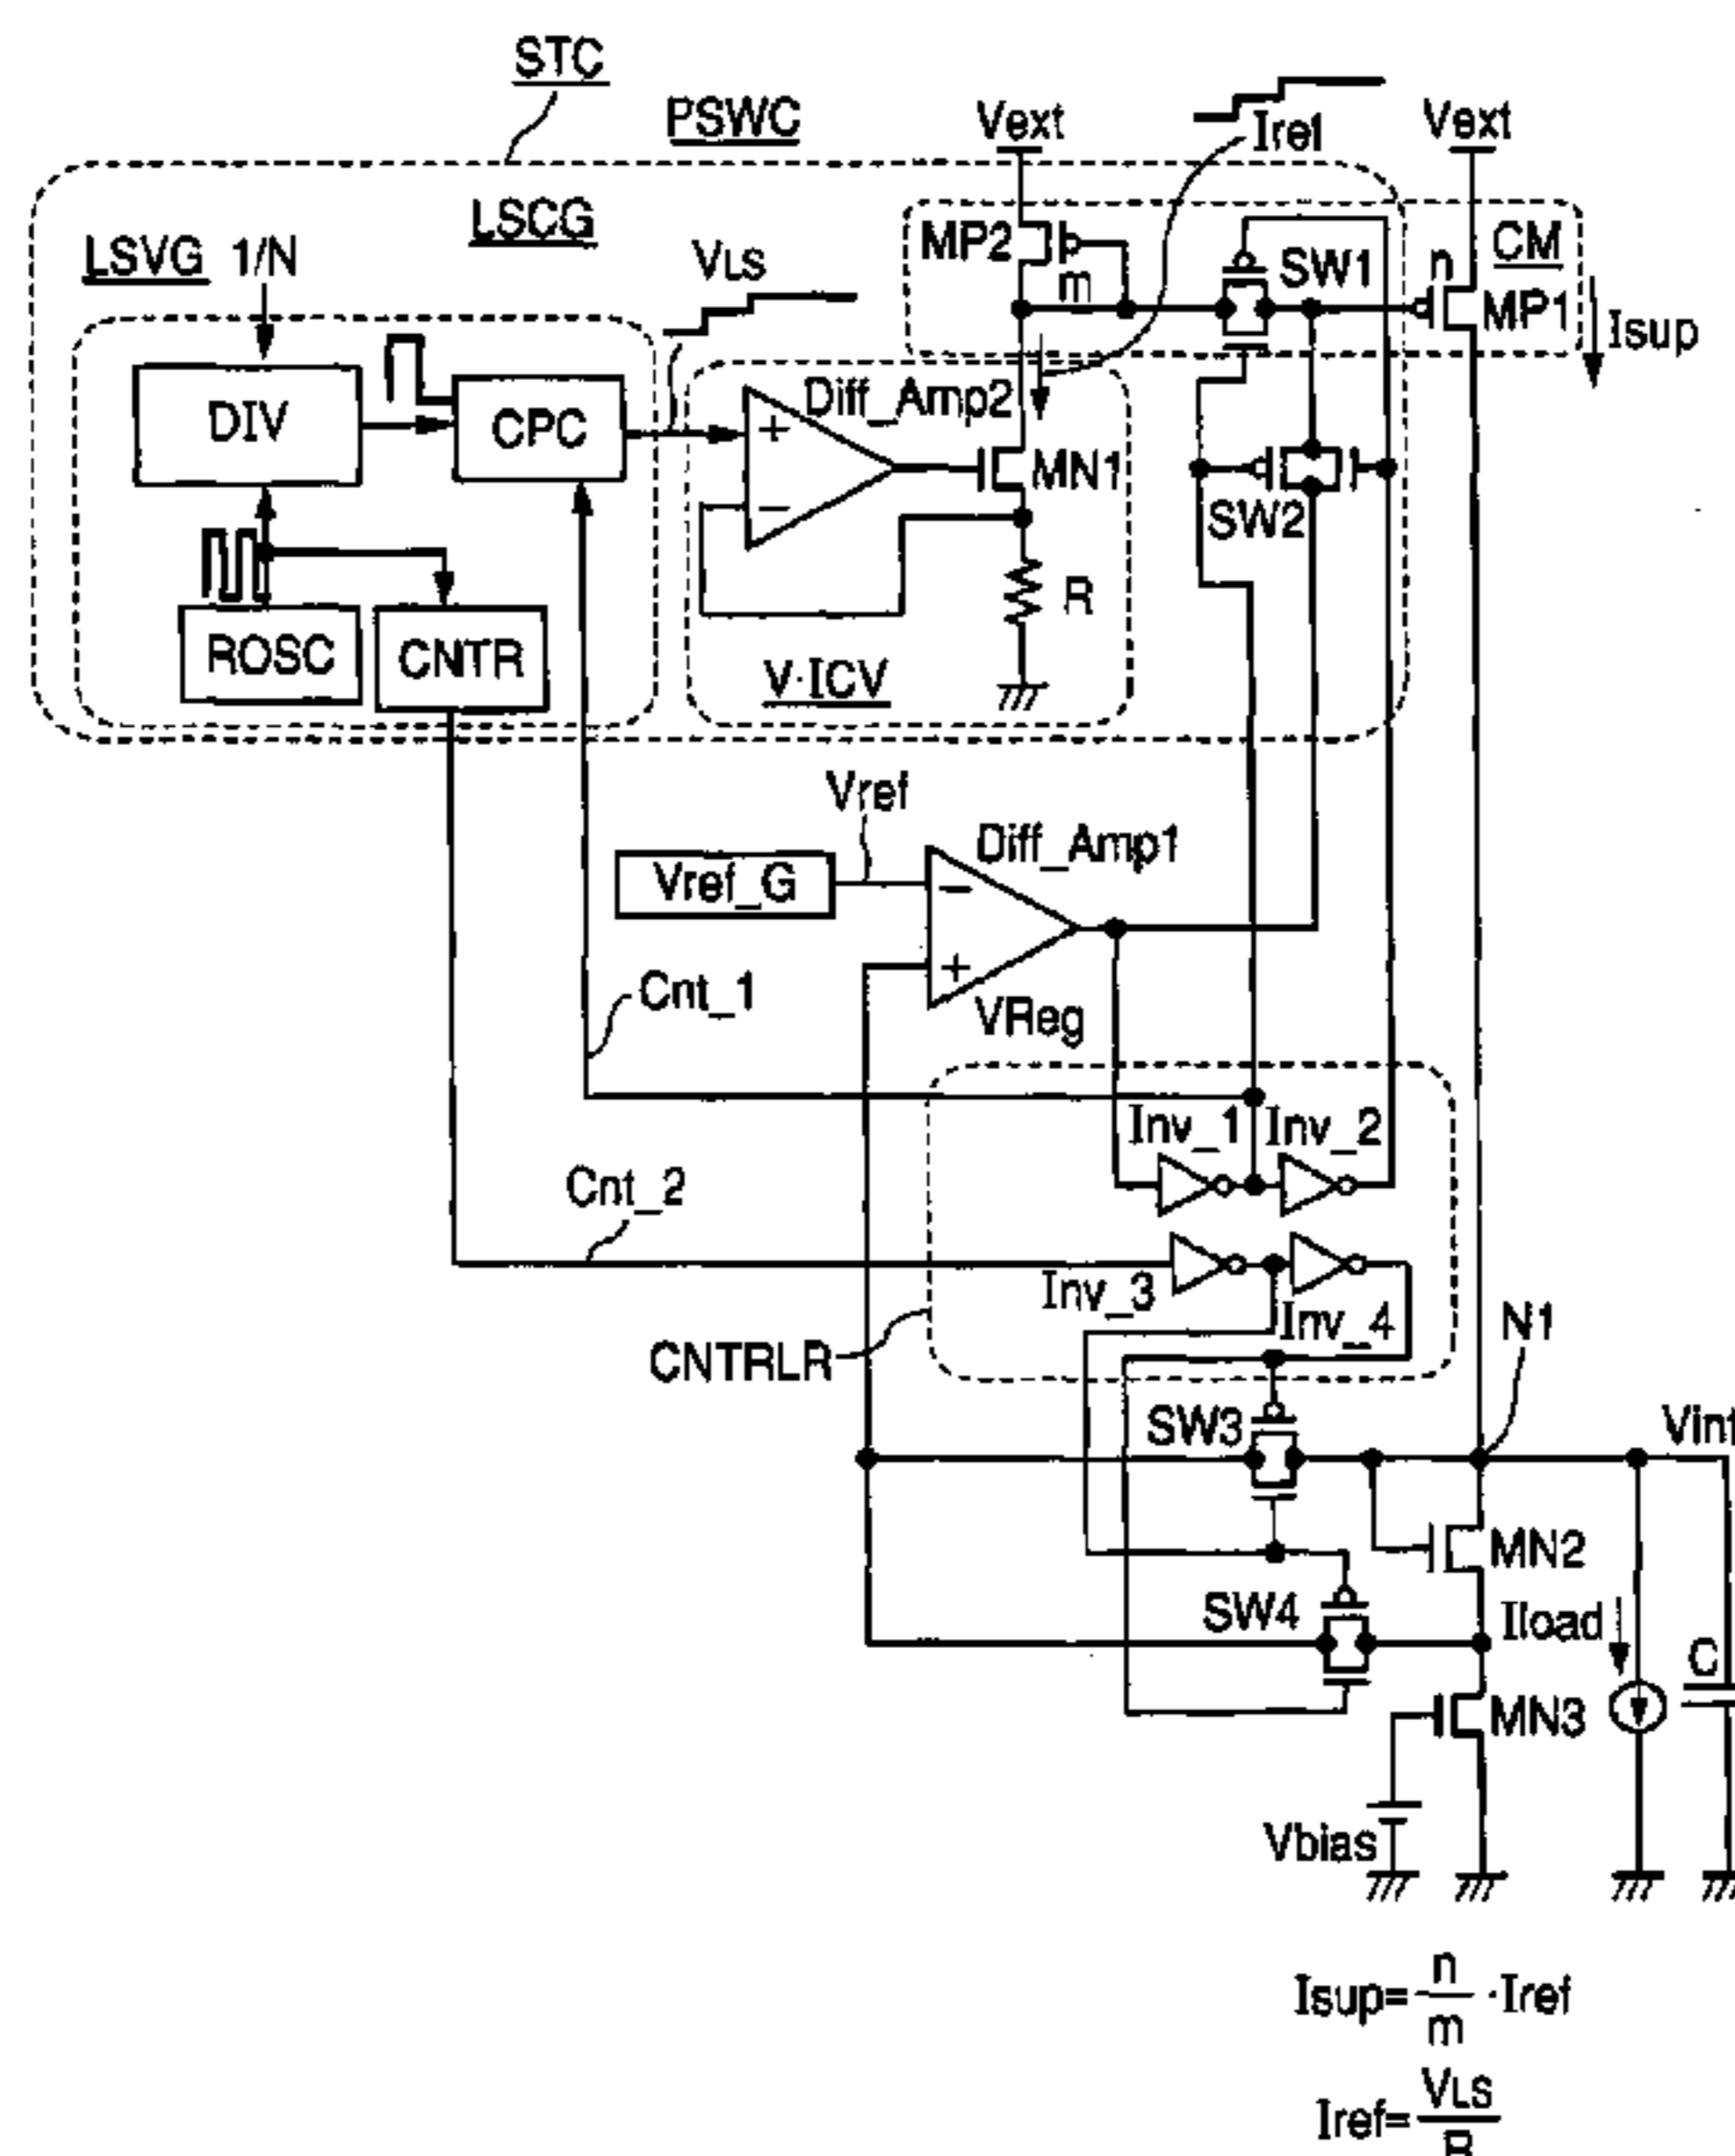 STC
PSWC
Vext
Iref
Vext
LSVG 1/N
LSCG
VLS
MP2
m
SW1
n
CM
MP1
Isup
DIV
CPC
Diff_Amp2
+
−
MN1
SW2
ROSC
CNTR
R
V·ICV
Vref
Vref_G
Diff_Amp1
−
+
VReg
Cnt_1
Inv_1
Inv_2
Cnt_2
Inv_3
Inv_4
CNTRLR
N1
SW3
Vint
MN2
SW4
Iload
C
MN3
Vbias
Isup=n/m·Iref
Iref=VLS/R